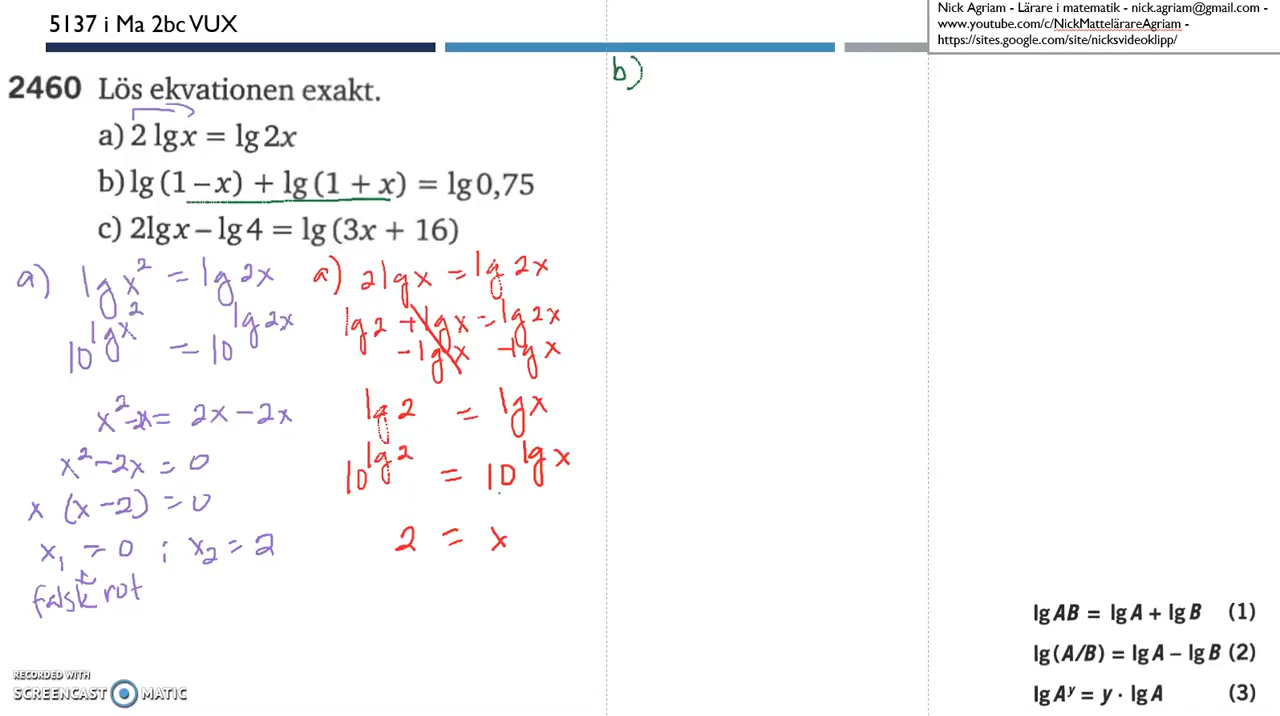 5137 i Ma 2bc VUX
Nick Agriam - Lärare i matematik - nick.agriam@gmail.com -
www.youtube.com/c/NickMattelärareAgriam -
https://sites.google.com/site/nicksvideoklipp/
2460 Lös ekvationen exakt.
a) 2 lg x = lg 2x
b) lg (1 − x) + lg (1 + x) = lg 0,75
c) 2lg x − lg 4 = lg (3x + 16)
a) lg x² = lg 2x
10^(lg x²) = 10^(lg 2x)
x² - 2x = 2x - 2x
x² - 2x = 0
x (x - 2) = 0
x₁ = 0 ; x₂ = 2
falsk rot
a) 2 lg x = lg 2x
lg 2 + lg x = lg 2x
- lg x - lg x
lg 2 = lg x
10^(lg 2) = 10^(lg x)
2 = x
b)
lg AB = lg A + lg B (1)
lg (A/B) = lg A − lg B (2)
lg A^y = y · lg A (3)
RECORDED WITH
SCREENCAST MATIC